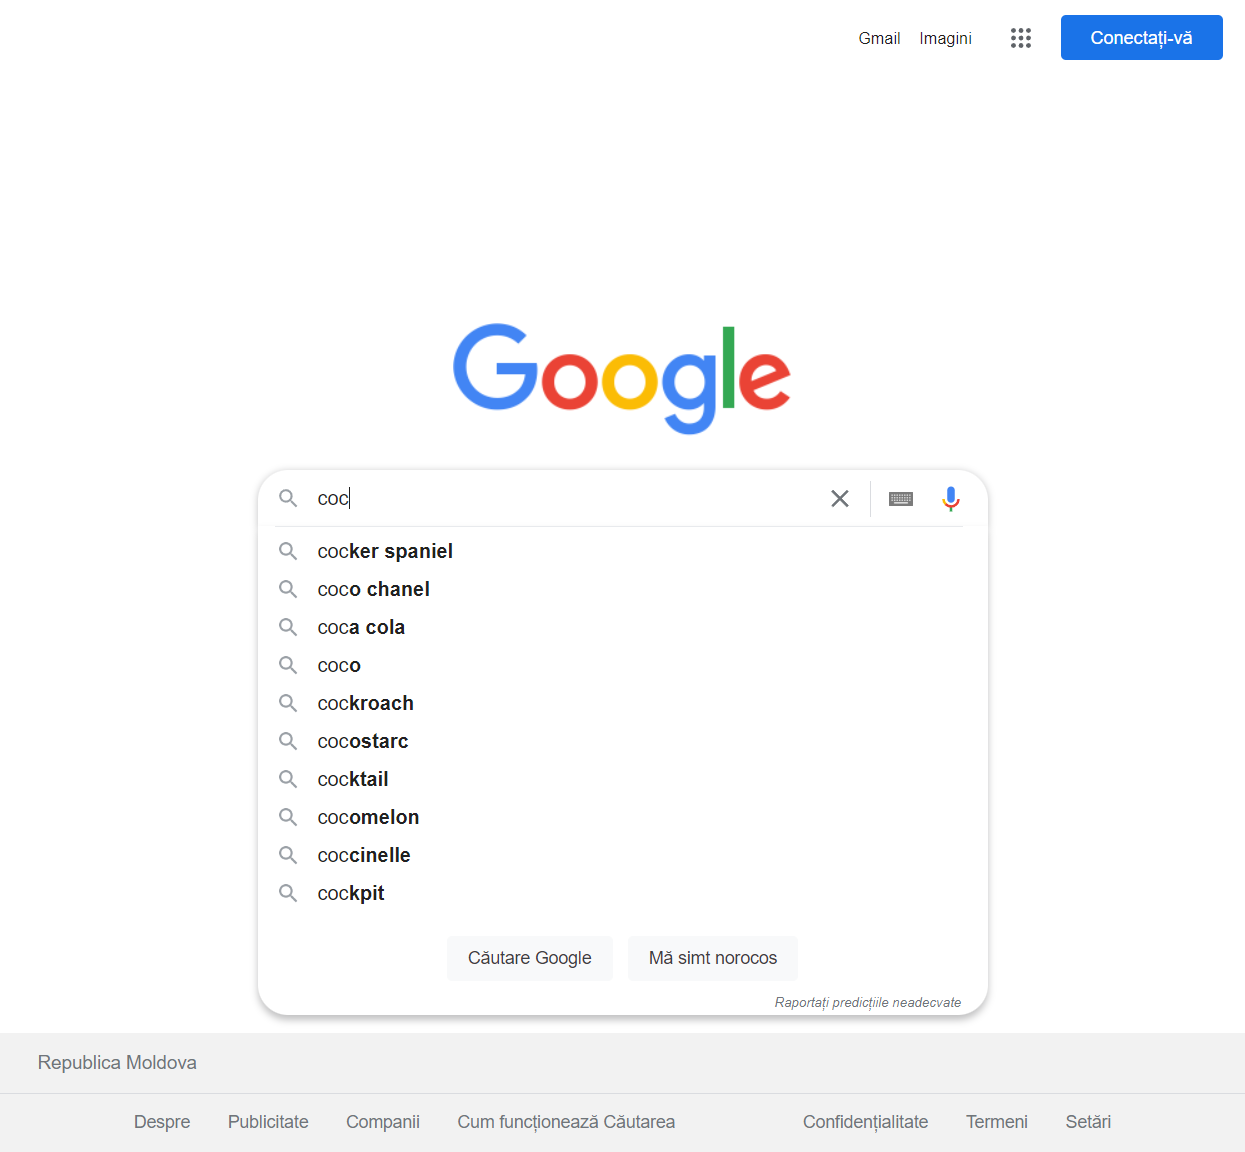 Gmail Imagini Conectați-vă
Google
coc
cocker spaniel
coco chanel
coca cola
coco
cockroach
cocostarc
cocktail
cocomelon
coccinelle
cockpit
Căutare Google Mă simt norocos
Raportați predicțiile neadecvate
Republica Moldova
Despre Publicitate Companii Cum funcționează Căutarea Confidențialitate Termeni Setări